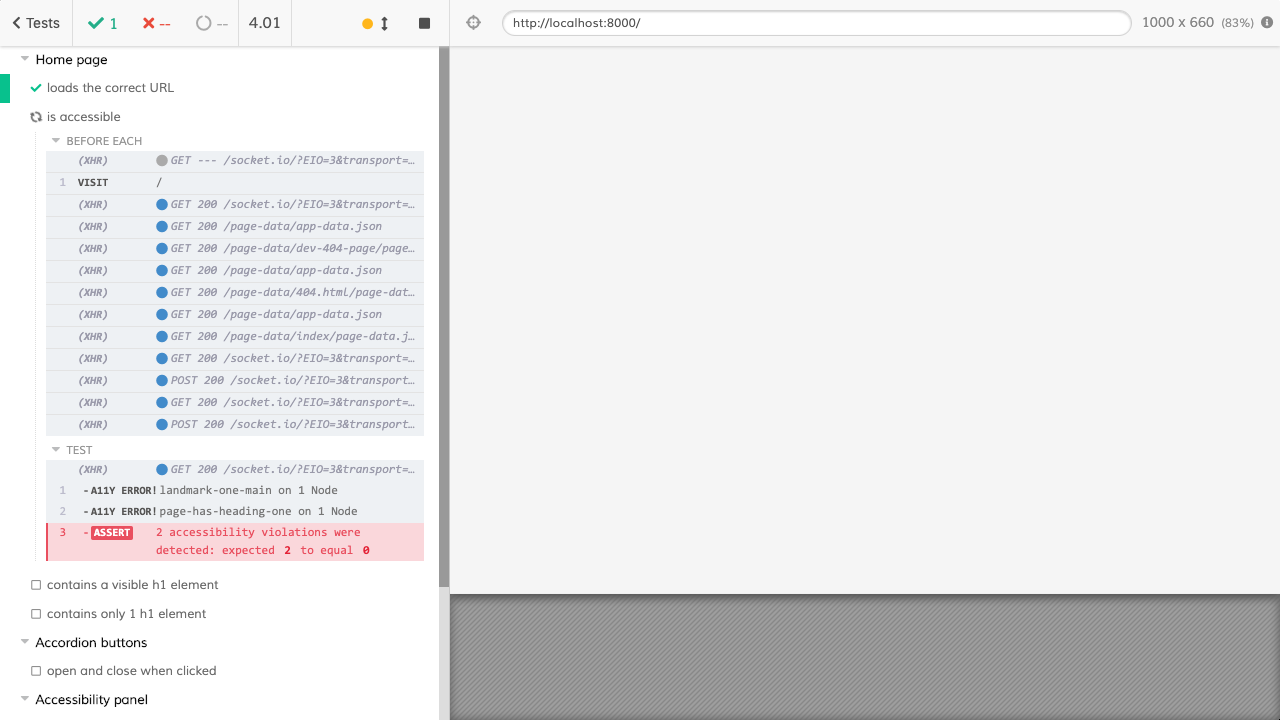 Tests
1
--
--
4.01
http://localhost:8000/
1000 x 660 (83%)
Home page
loads the correct URL
is accessible
BEFORE EACH
(XHR) GET --- /socket.io/?EIO=3&transport=…
1 VISIT /
(XHR) GET 200 /socket.io/?EIO=3&transport=…
(XHR) GET 200 /page-data/app-data.json
(XHR) GET 200 /page-data/dev-404-page/page…
(XHR) GET 200 /page-data/app-data.json
(XHR) GET 200 /page-data/404.html/page-dat…
(XHR) GET 200 /page-data/app-data.json
(XHR) GET 200 /page-data/index/page-data.j…
(XHR) GET 200 /socket.io/?EIO=3&transport=…
(XHR) POST 200 /socket.io/?EIO=3&transport…
(XHR) GET 200 /socket.io/?EIO=3&transport=…
(XHR) POST 200 /socket.io/?EIO=3&transport…
TEST
(XHR) GET 200 /socket.io/?EIO=3&transport=…
1 -A11Y ERROR! landmark-one-main on 1 Node
2 -A11Y ERROR! page-has-heading-one on 1 Node
3 -ASSERT 2 accessibility violations were
detected: expected 2 to equal 0
contains a visible h1 element
contains only 1 h1 element
Accordion buttons
open and close when clicked
Accessibility panel